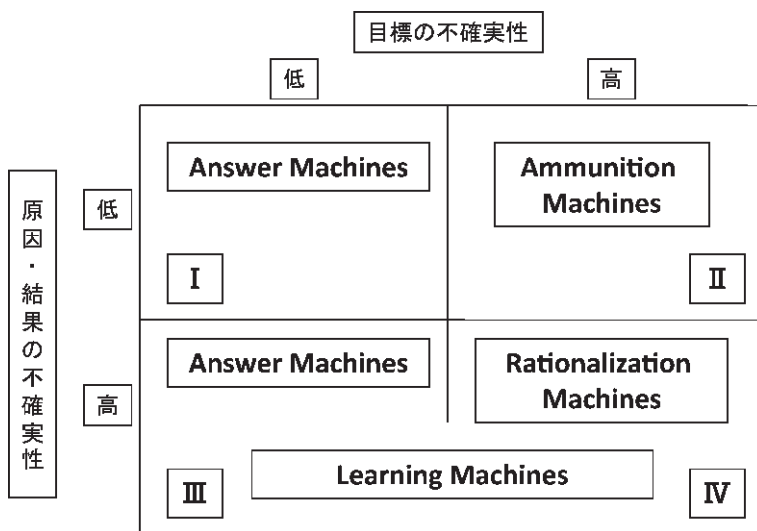 目標の不確実性
低
高
原因・結果の不確実性
低
Answer Machines
Ammunition
Machines
Ⅰ
Ⅱ
高
Answer Machines
Rationalization
Machines
Learning Machines
Ⅲ
Ⅳ